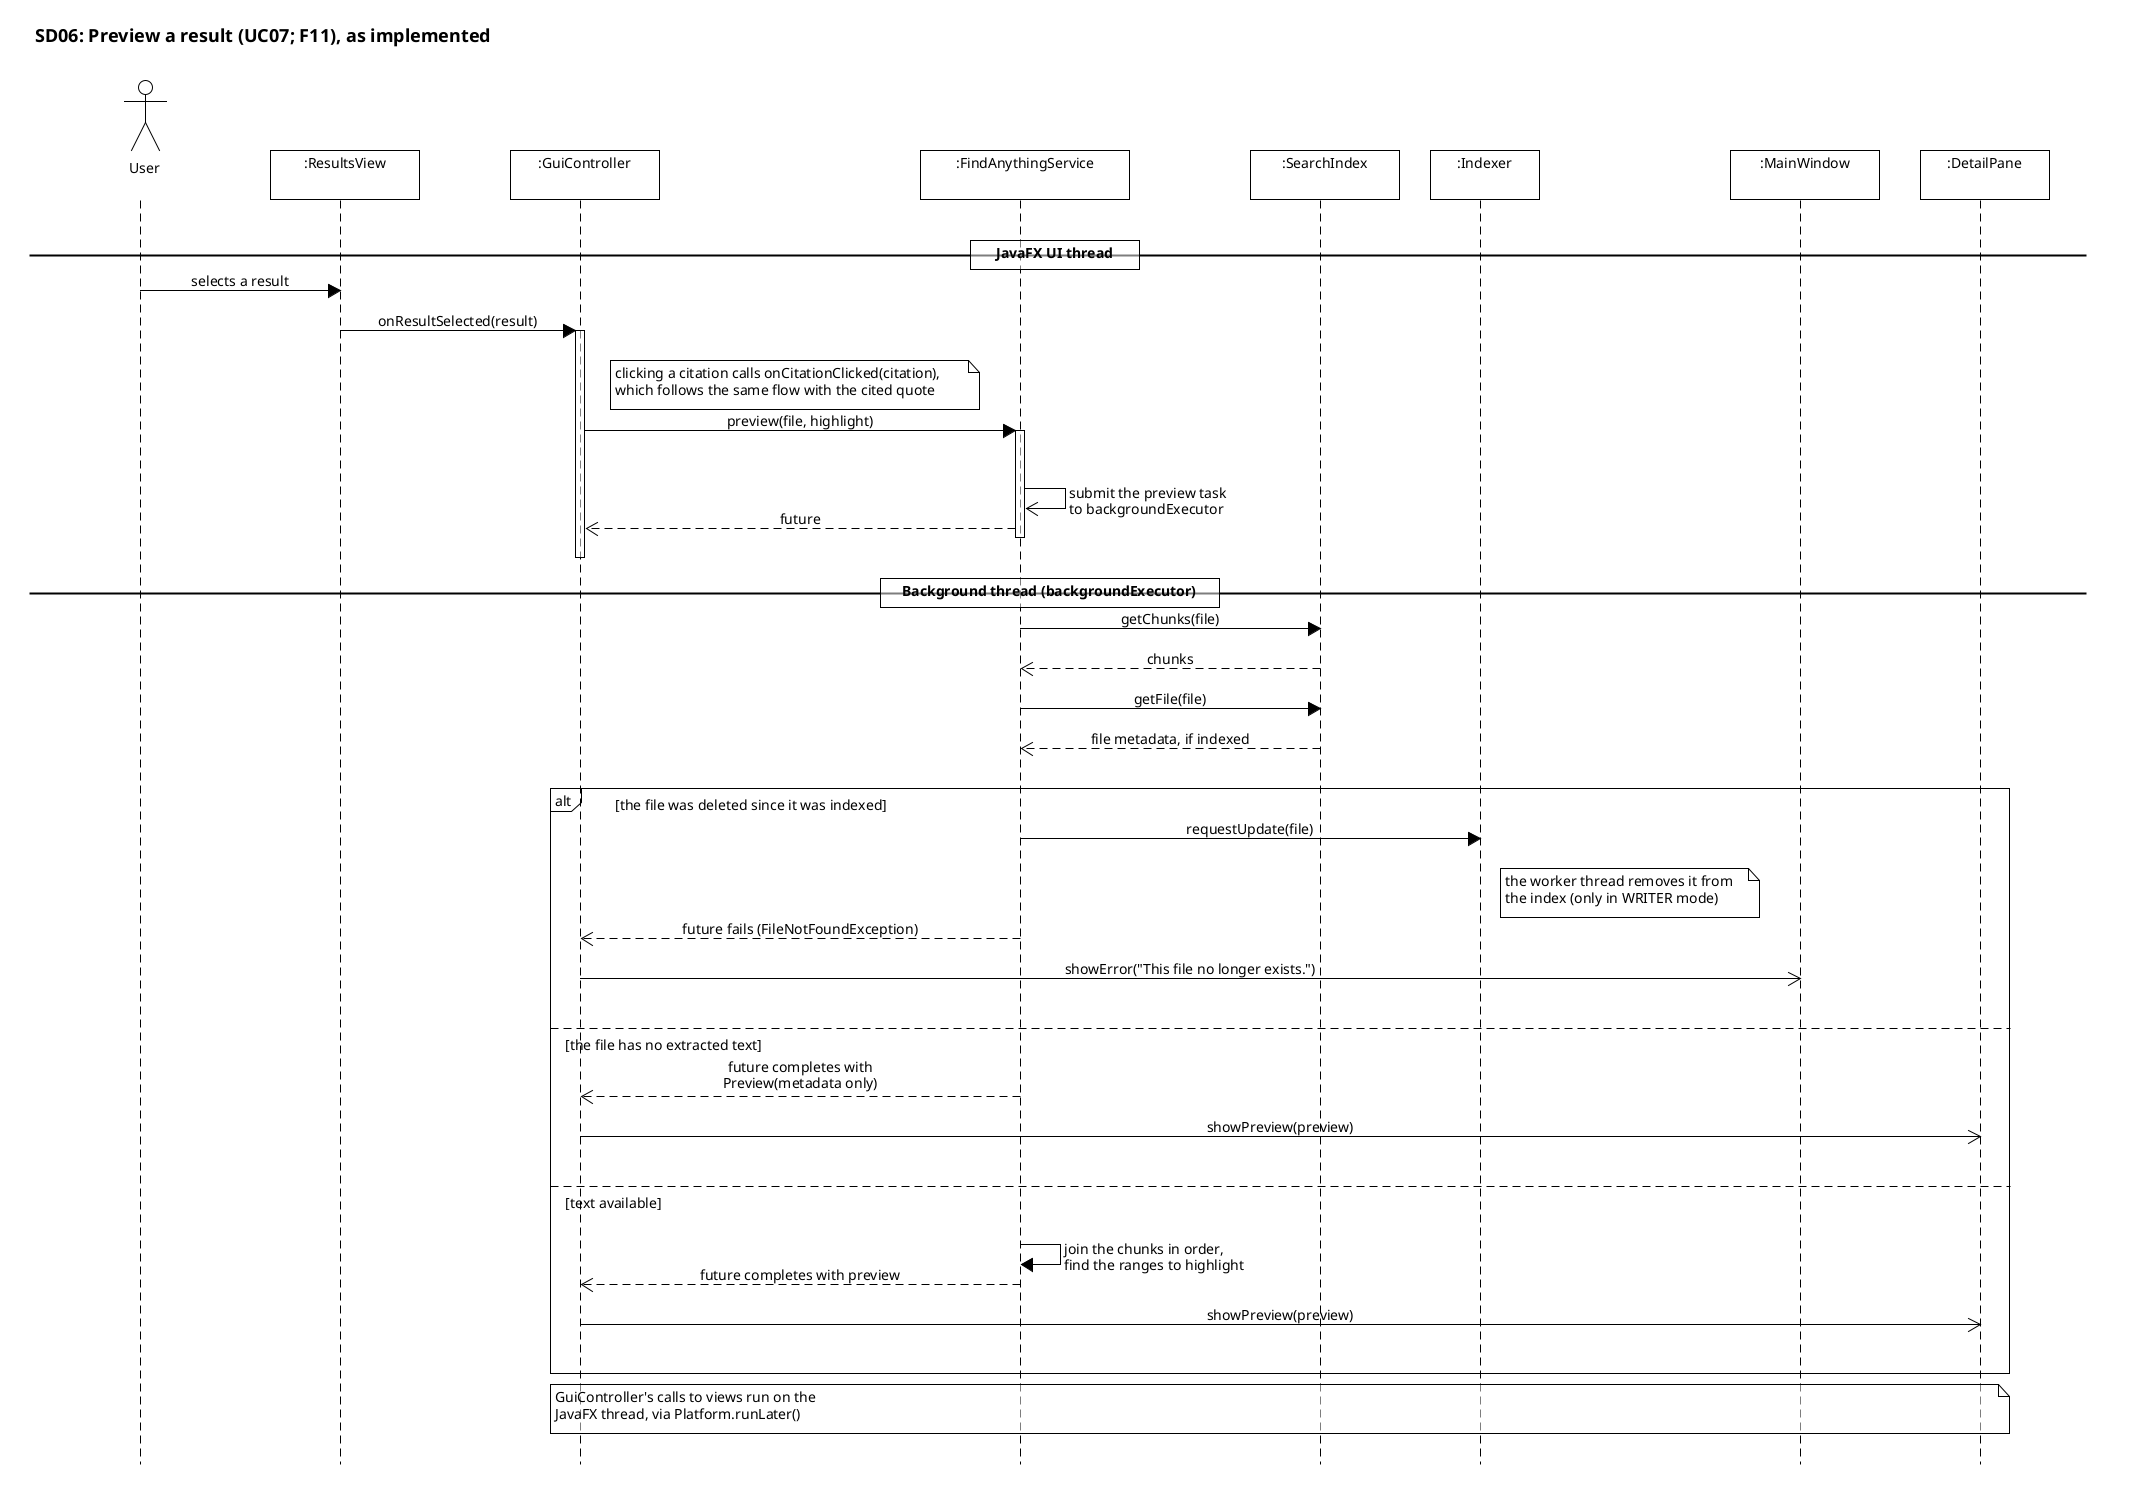 SD06: Preview a result (UC07; F11), as implemented
User
:ResultsView
:GuiController
:FindAnythingService
:SearchIndex
:Indexer
:MainWindow
:DetailPane
JavaFX UI thread
selects a result
onResultSelected(result)
clicking a citation calls onCitationClicked(citation),
which follows the same flow with the cited quote
preview(file, highlight)
submit the preview task
to backgroundExecutor
future
Background thread (backgroundExecutor)
getChunks(file)
chunks
getFile(file)
file metadata, if indexed
alt
[the file was deleted since it was indexed]
requestUpdate(file)
the worker thread removes it from
the index (only in WRITER mode)
future fails (FileNotFoundException)
showError("This file no longer exists.")
[the file has no extracted text]
future completes with
Preview(metadata only)
showPreview(preview)
[text available]
join the chunks in order,
find the ranges to highlight
future completes with preview
showPreview(preview)
GuiController's calls to views run on the
JavaFX thread, via Platform.runLater()